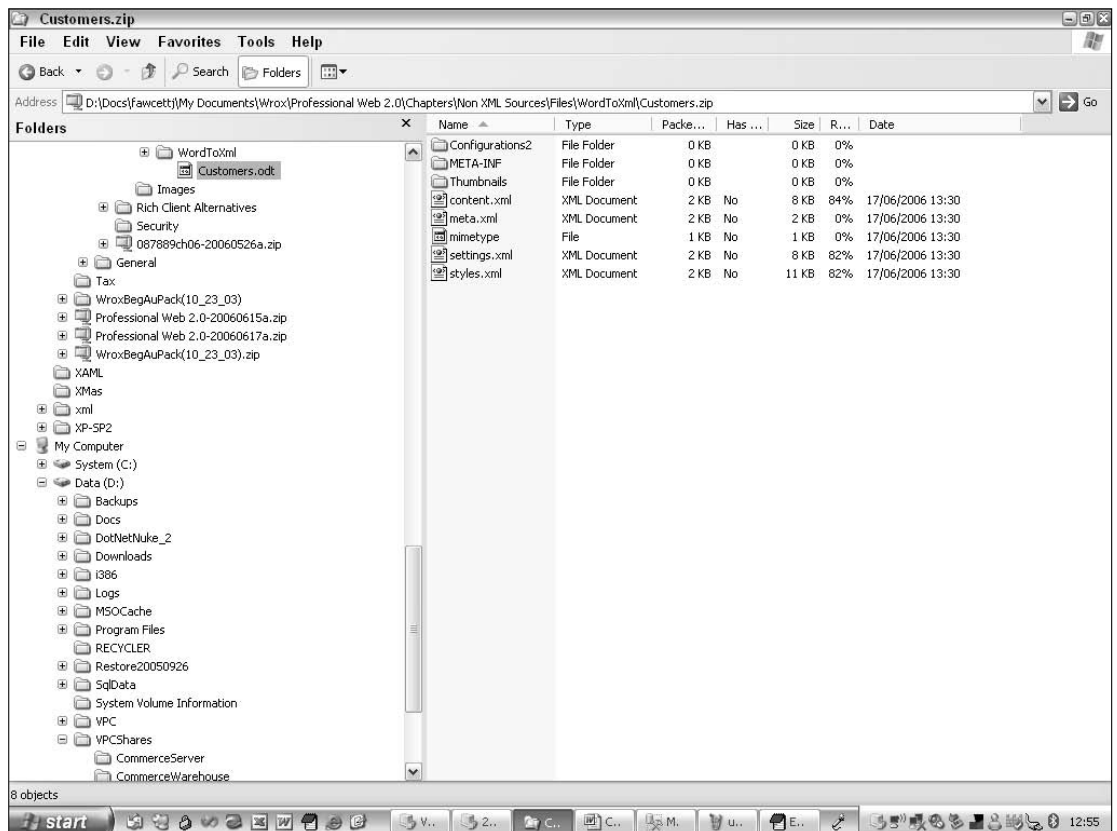 Customers.zip
File Edit View Favorites Tools Help
Back Search Folders
Address D:\Docs\fawcettj\My Documents\Wrox\Professional Web 2.0\Chapters\Non XML Sources\Files\WordToXml\Customers.zip Go
Folders
WordToXml
Customers.odt
Images
Rich Client Alternatives
Security
087889ch06-20060526a.zip
General
Tax
WroxBegAuPack(10_23_03)
Professional Web 2.0-20060615a.zip
Professional Web 2.0-20060617a.zip
WroxBegAuPack(10_23_03).zip
XAML
XMas
xml
XP-SP2
My Computer
System (C:)
Data (D:)
Backups
Docs
DotNetNuke_2
Downloads
i386
Logs
MSOCache
Program Files
RECYCLER
Restore20050926
SqlData
System Volume Information
VPC
VPCShares
CommerceServer
CommerceWarehouse
Name Type Packe... Has ... Size R... Date
Configurations2 File Folder 0 KB 0 KB 0%
META-INF File Folder 0 KB 0 KB 0%
Thumbnails File Folder 0 KB 0 KB 0%
content.xml XML Document 2 KB No 8 KB 84% 17/06/2006 13:30
meta.xml XML Document 2 KB No 2 KB 0% 17/06/2006 13:30
mimetype File 1 KB No 1 KB 0% 17/06/2006 13:30
settings.xml XML Document 2 KB No 8 KB 82% 17/06/2006 13:30
styles.xml XML Document 2 KB No 11 KB 82% 17/06/2006 13:30
8 objects
start V... 2... C... C... M. u... E... 12:55